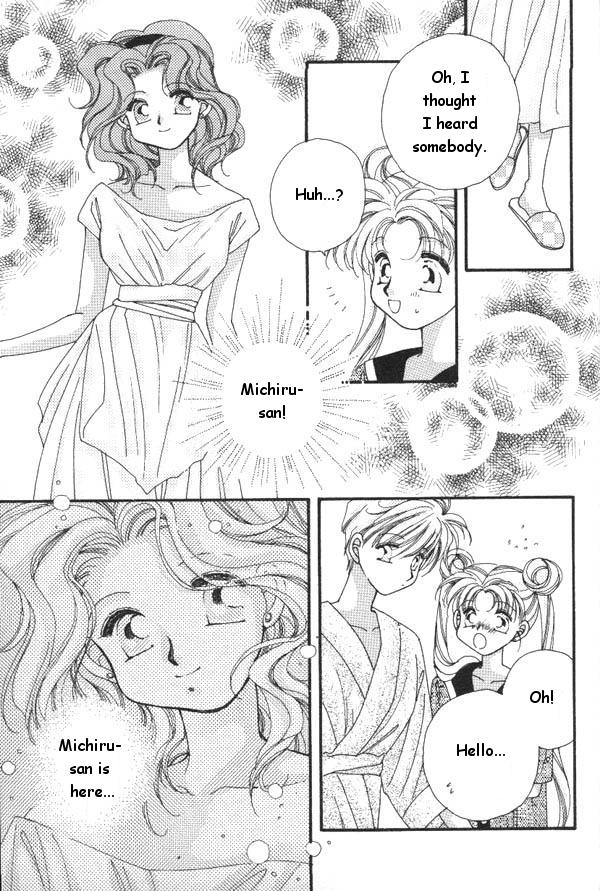 Oh, I
thought
I heard
somebody.
Huh...?
Michiru-
san!
Oh!
Hello...
Michiru-
san is
here...